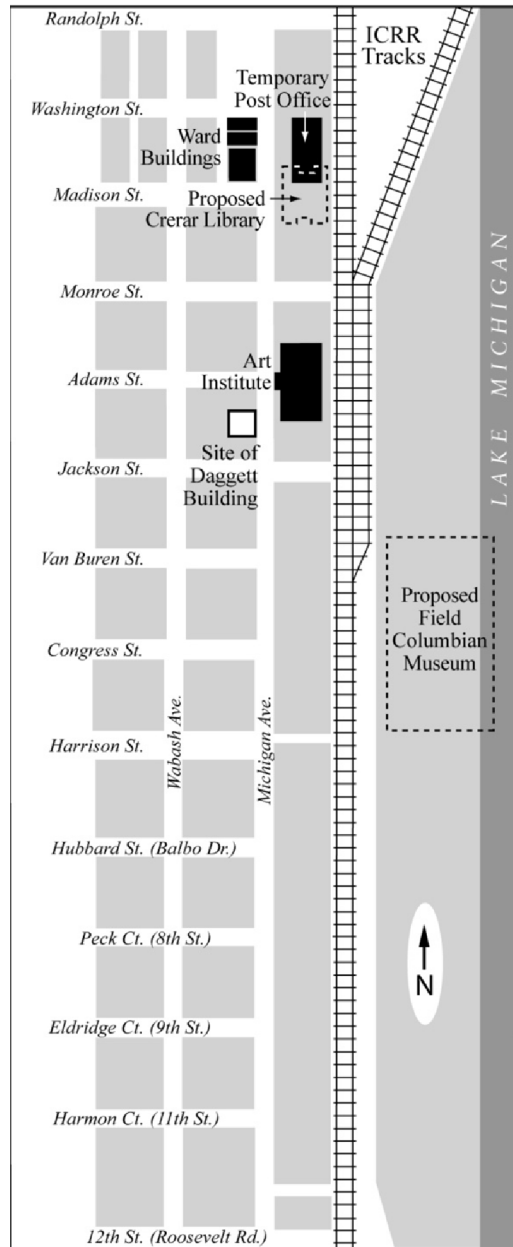 Randolph St.
ICRR
Tracks
Temporary
Post Office
Washington St.
Ward
Buildings
Madison St.
Proposed
Crerar Library
Monroe St.
LAKE MICHIGAN
Art
Institute
Adams St.
Site of
Daggett
Building
Jackson St.
Van Buren St.
Proposed
Field
Columbian
Museum
Congress St.
Wabash Ave.
Michigan Ave.
Harrison St.
Hubbard St. (Balbo Dr.)
Peck Ct. (8th St.)
N
Eldridge Ct. (9th St.)
Harmon Ct. (11th St.)
12th St. (Roosevelt Rd.)